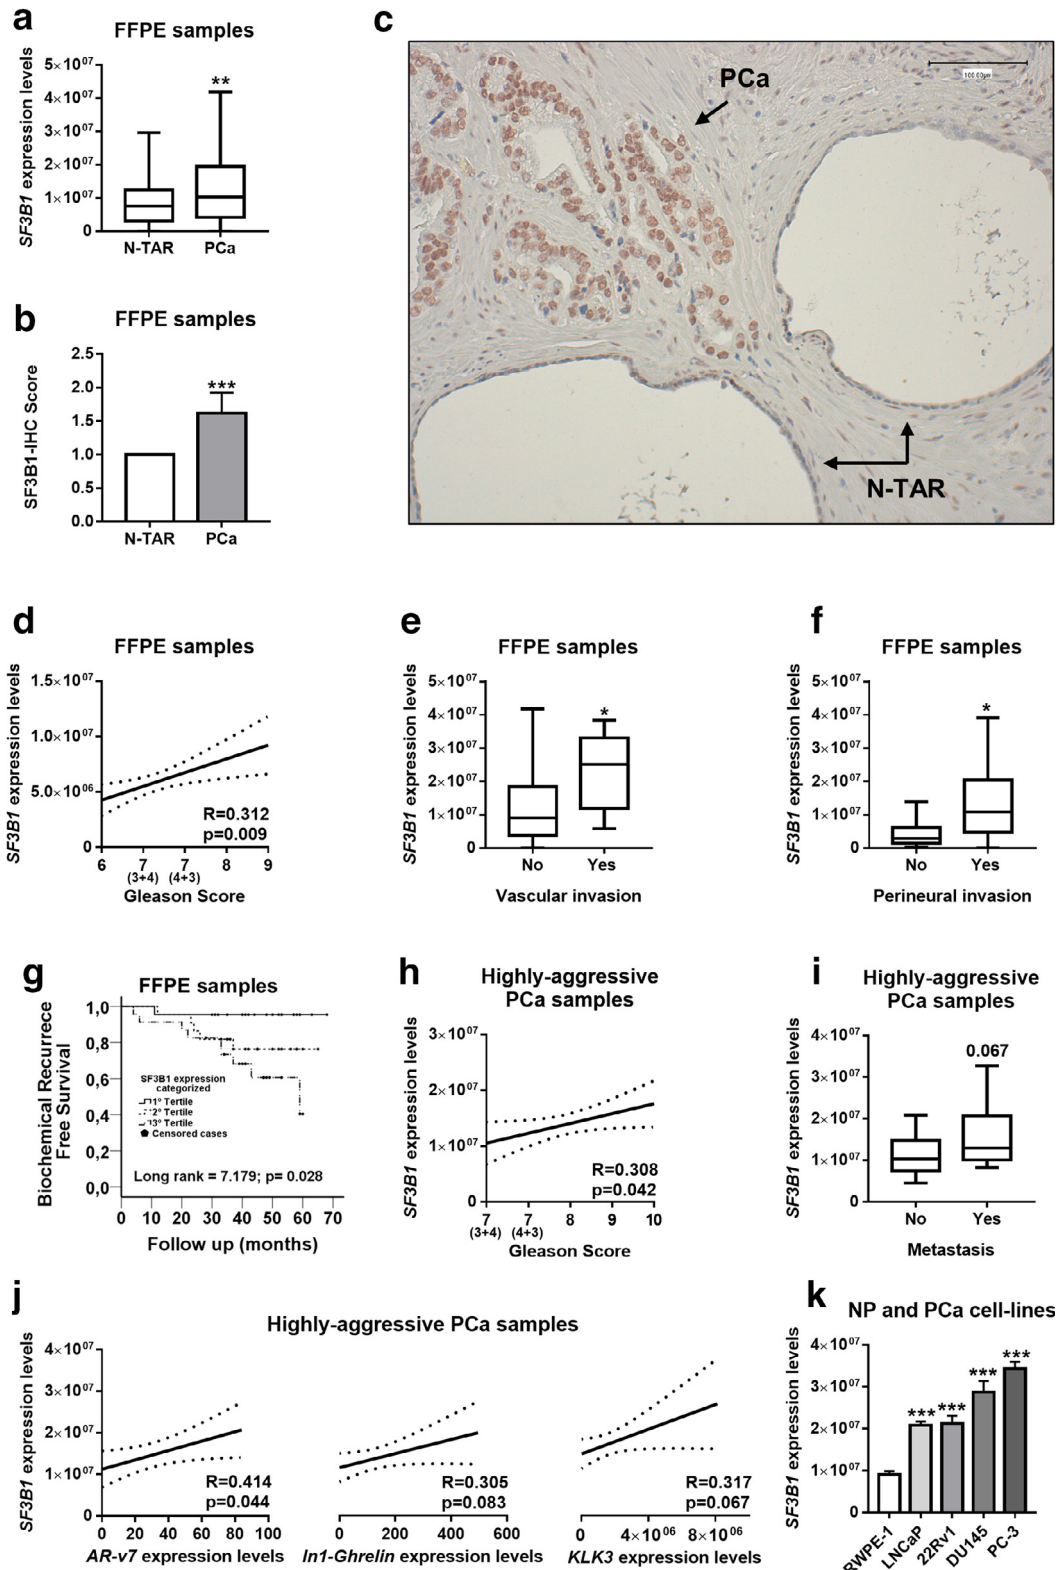 a
FFPE samples
SF3B1 expression levels
5×10⁰⁷
4×10⁰⁷
3×10⁰⁷
2×10⁰⁷
1×10⁰⁷
0
**
N-TAR PCa
b
FFPE samples
SF3B1-IHC Score
2.5
2.0
1.5
1.0
0.5
0.0
***
N-TAR PCa
c
PCa
100.00µm
N-TAR
d
FFPE samples
SF3B1 expression levels
1.5×10⁰⁷
1.0×10⁰⁷
5.0×10⁰⁶
0
R=0.312
p=0.009
6 7 7 8 9
(3+4) (4+3)
Gleason Score
e
FFPE samples
SF3B1 expression levels
5×10⁰⁷
4×10⁰⁷
3×10⁰⁷
2×10⁰⁷
1×10⁰⁷
0
*
No Yes
Vascular invasion
f
FFPE samples
SF3B1 expression levels
5×10⁰⁷
4×10⁰⁷
3×10⁰⁷
2×10⁰⁷
1×10⁰⁷
0
*
No Yes
Perineural invasion
g
FFPE samples
Biochemical Recurrece
Free Survival
1,0
0,8
0,6
0,4
0,2
0,0
SF3B1 expression
categorized
1º Tertile
2º Tertile
3º Tertile
Censored cases
Long rank = 7.179; p= 0.028
0 10 20 30 40 50 60 70
Follow up (months)
h
Highly-aggressive
PCa samples
SF3B1 expression levels
3×10⁰⁷
2×10⁰⁷
1×10⁰⁷
0
R=0.308
p=0.042
7 7 8 9 10
(3+4) (4+3)
Gleason Score
i
Highly-aggressive
PCa samples
SF3B1 expression levels
4×10⁰⁷
3×10⁰⁷
2×10⁰⁷
1×10⁰⁷
0
0.067
No Yes
Metastasis
j
Highly-aggressive PCa samples
SF3B1 expression levels
4×10⁰⁷
3×10⁰⁷
2×10⁰⁷
1×10⁰⁷
0
R=0.414
p=0.044
0 20 40 60 80 100
AR-v7 expression levels
R=0.305
p=0.083
0 200 400 600
In1-Ghrelin expression levels
R=0.317
p=0.067
0 4×10⁰⁶ 8×10⁰⁶
KLK3 expression levels
k
NP and PCa cell-lines
SF3B1 expression levels
4×10⁰⁷
3×10⁰⁷
2×10⁰⁷
1×10⁰⁷
0
*** *** *** ***
RWPE-1 LNCaP 22Rv1 DU145 PC-3